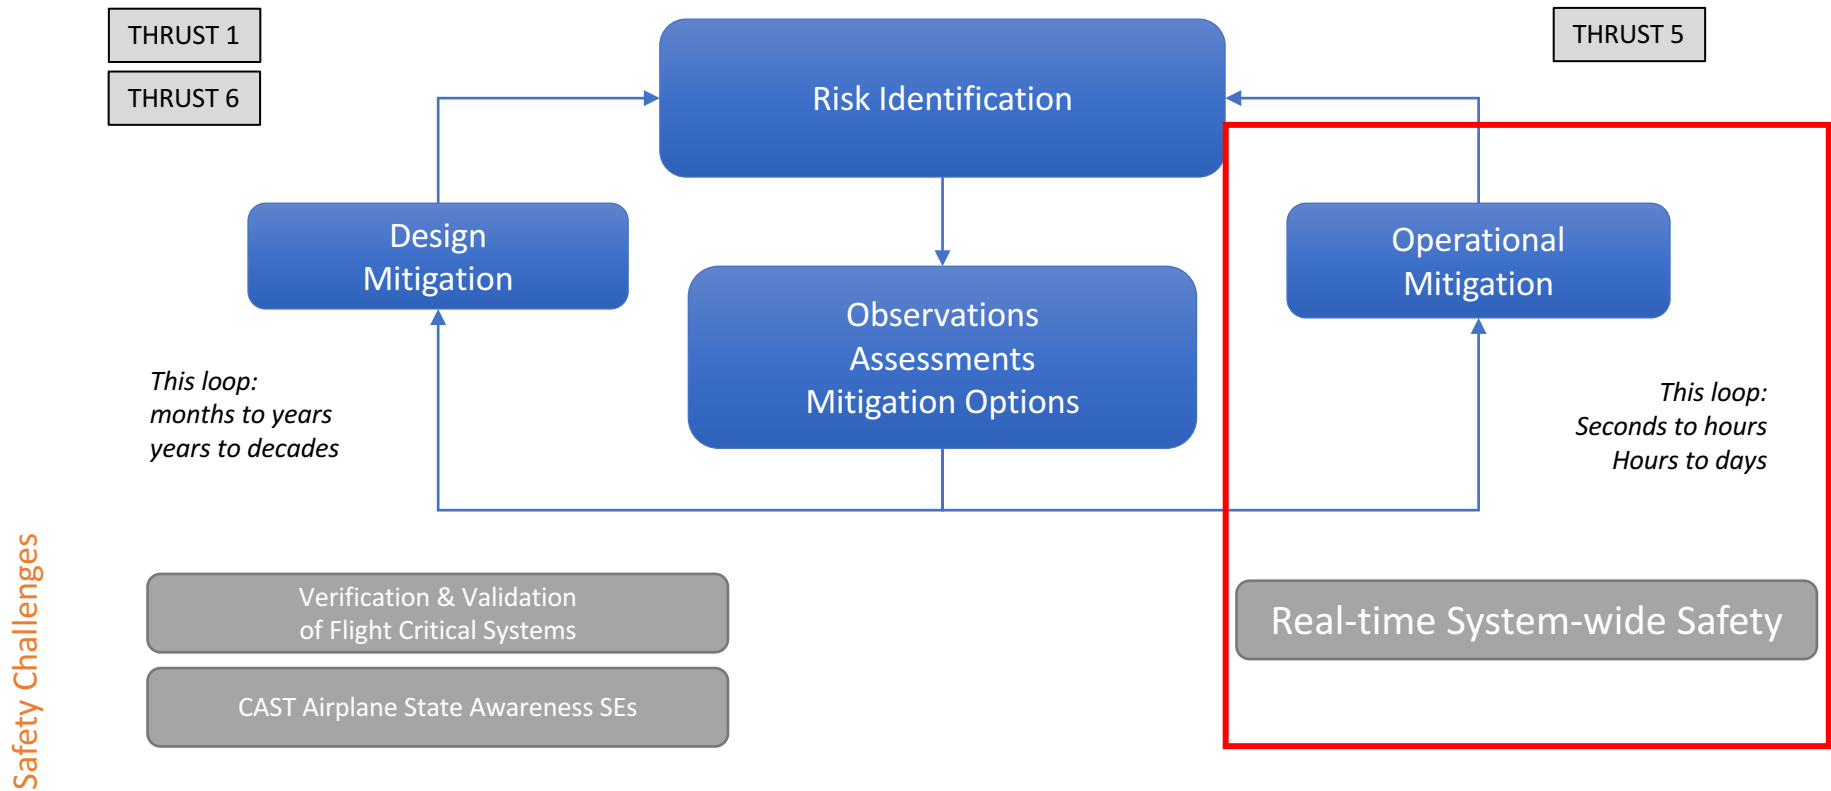 THRUST 1
THRUST 6
THRUST 5
Risk Identification
Design
Mitigation
Operational
Mitigation
Observations
Assessments
Mitigation Options
This loop:
months to years
years to decades
This loop:
Seconds to hours
Hours to days
Safety Challenges
Verification & Validation
of Flight Critical Systems
CAST Airplane State Awareness SEs
Real-time System-wide Safety